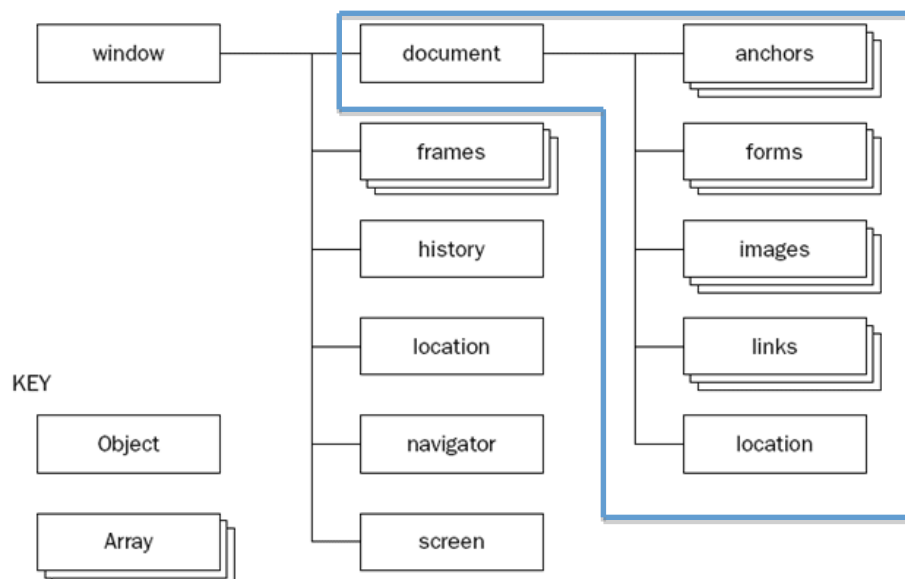 window
document
anchors
frames
forms
history
images
location
links
KEY
Object
navigator
location
Array
screen